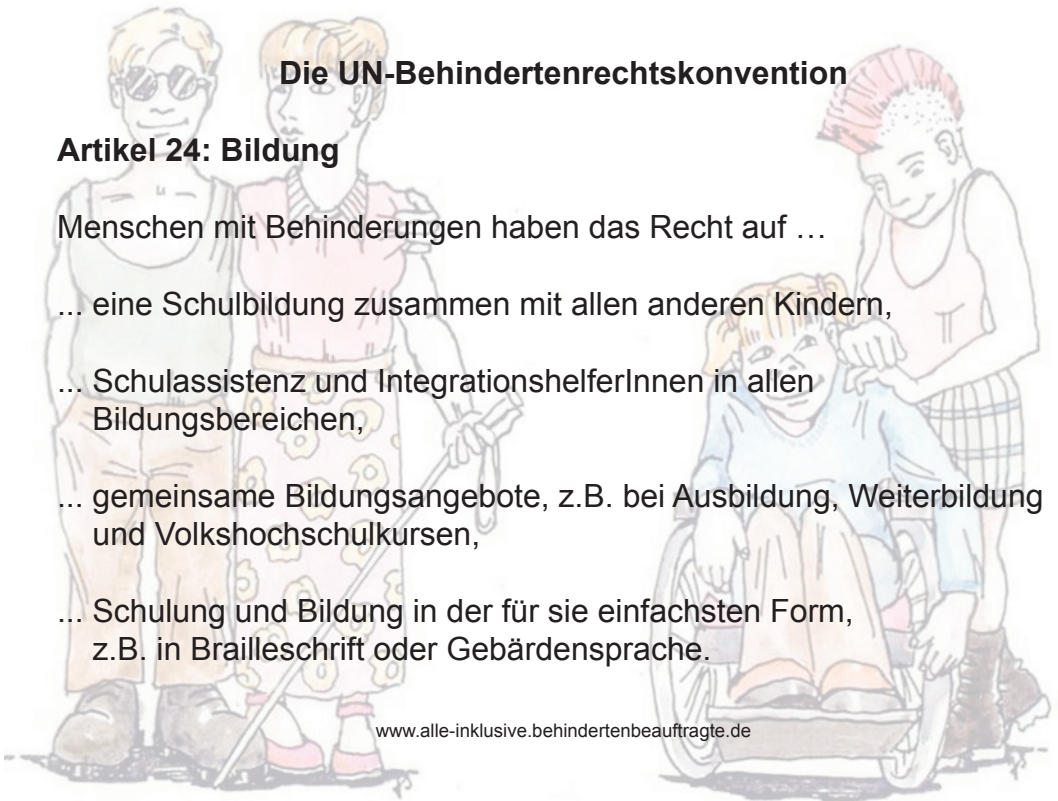 Die UN-Behindertenrechtskonvention
Artikel 24: Bildung
Menschen mit Behinderungen haben das Recht auf …
... eine Schulbildung zusammen mit allen anderen Kindern,
... Schulassistenz und IntegrationshelferInnen in allen
Bildungsbereichen,
... gemeinsame Bildungsangebote, z.B. bei Ausbildung, Weiterbildung
und Volkshochschulkursen,
... Schulung und Bildung in der für sie einfachsten Form,
z.B. in Brailleschrift oder Gebärdensprache.
www.alle-inklusive.behindertenbeauftragte.de